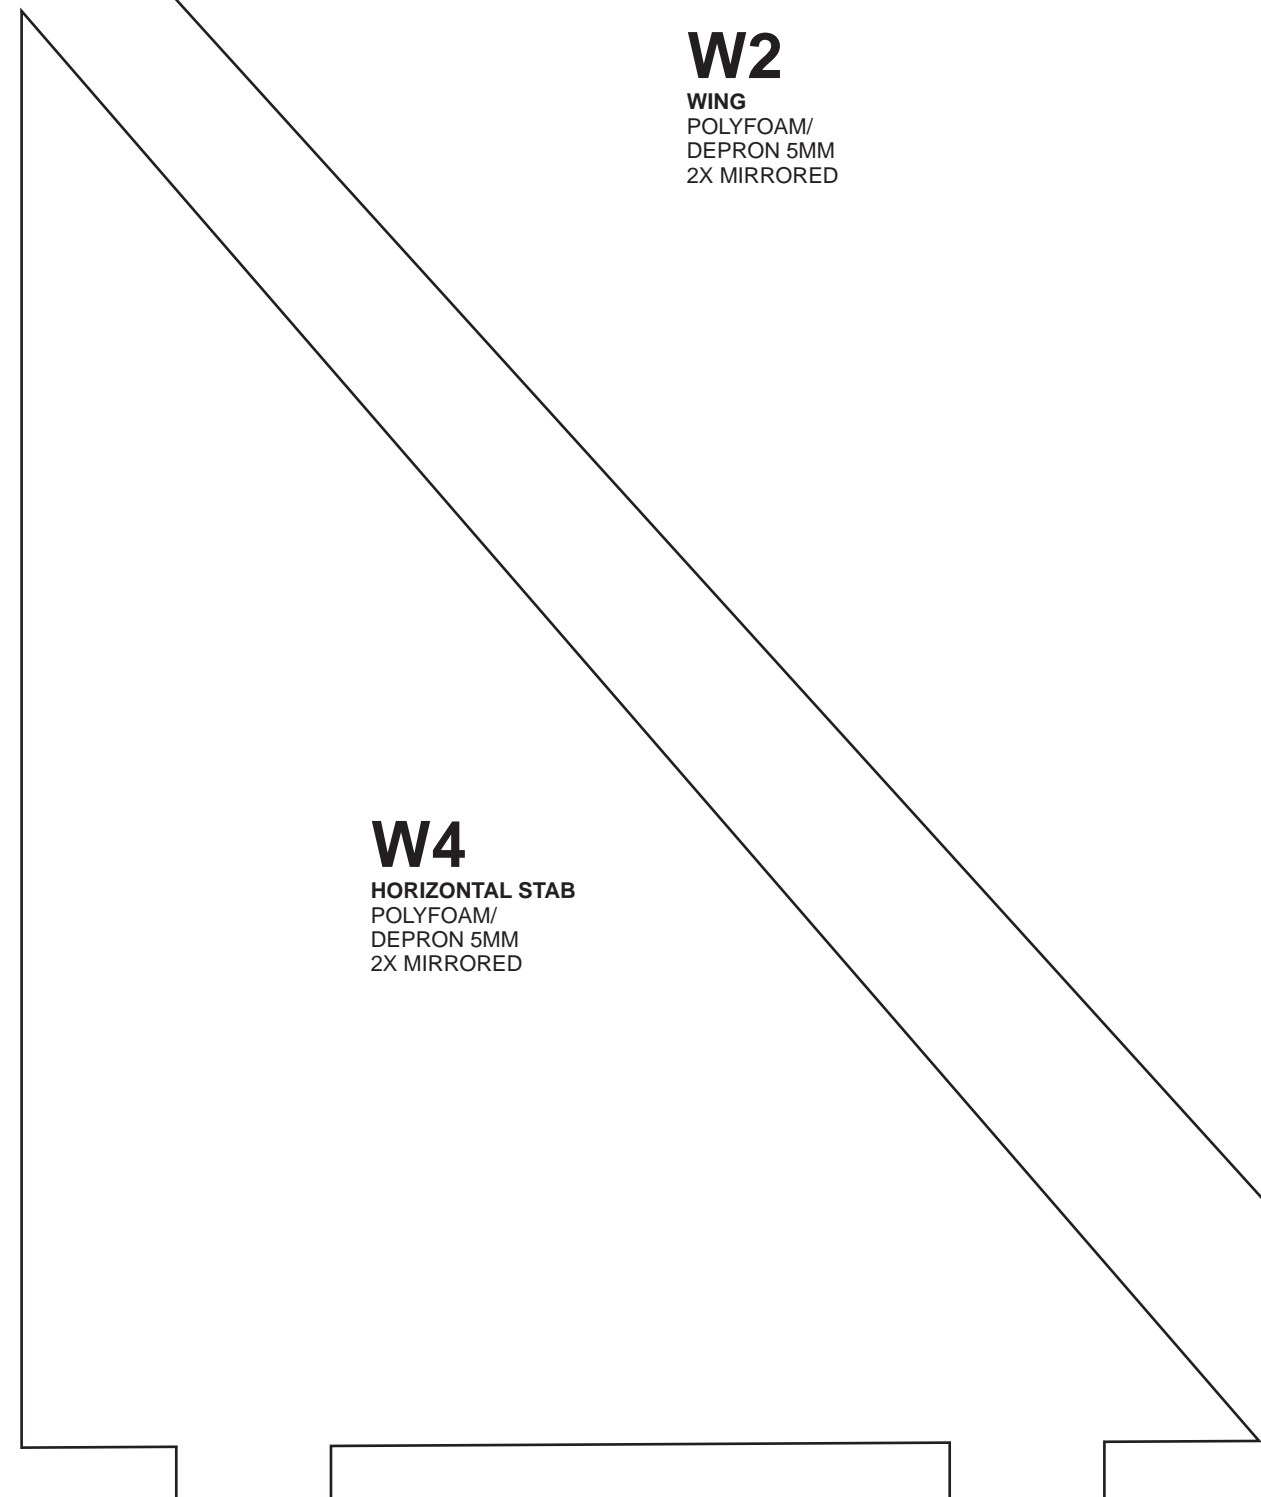 W2
WING
POLYFOAM/
DEPRON 5MM
2X MIRRORED
W4
HORIZONTAL STAB
POLYFOAM/
DEPRON 5MM
2X MIRRORED